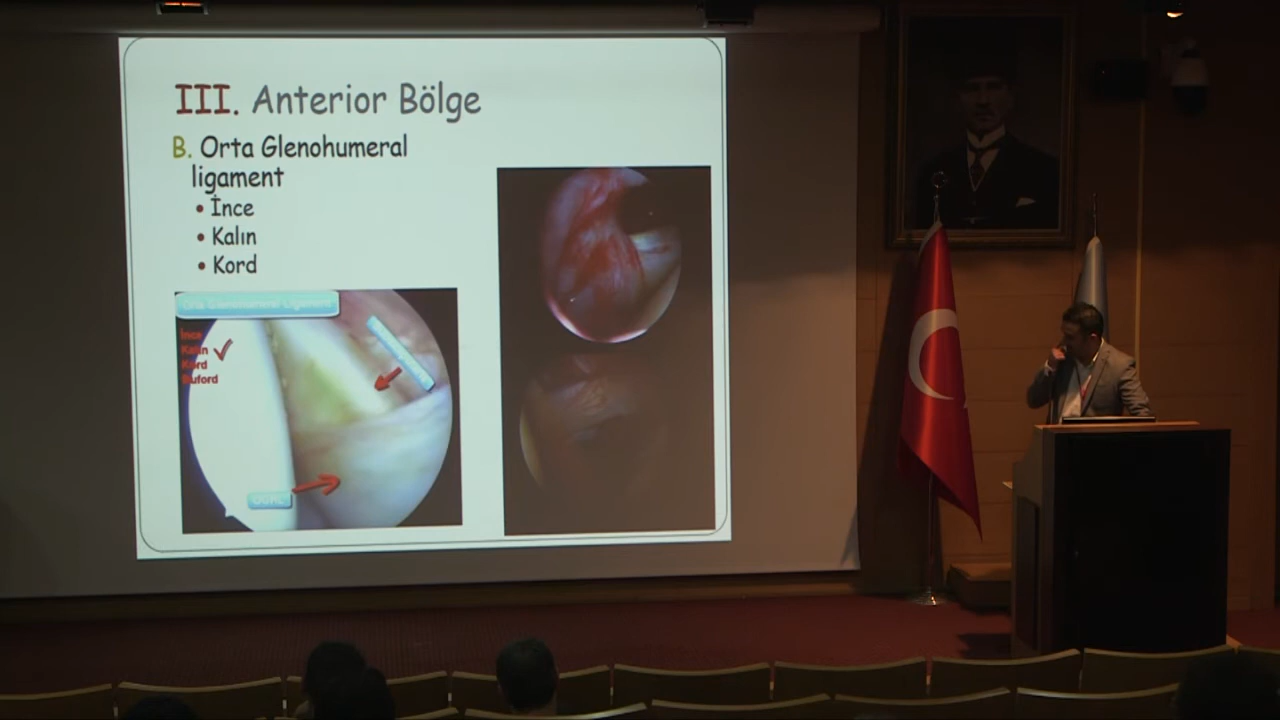 III. Anterior Bölge
B. Orta Glenohumeral
ligament
• İnce
• Kalın
• Kord
Orta Glenohumeral Ligament
İnce
Kalın
Kord
Buford
OGHL